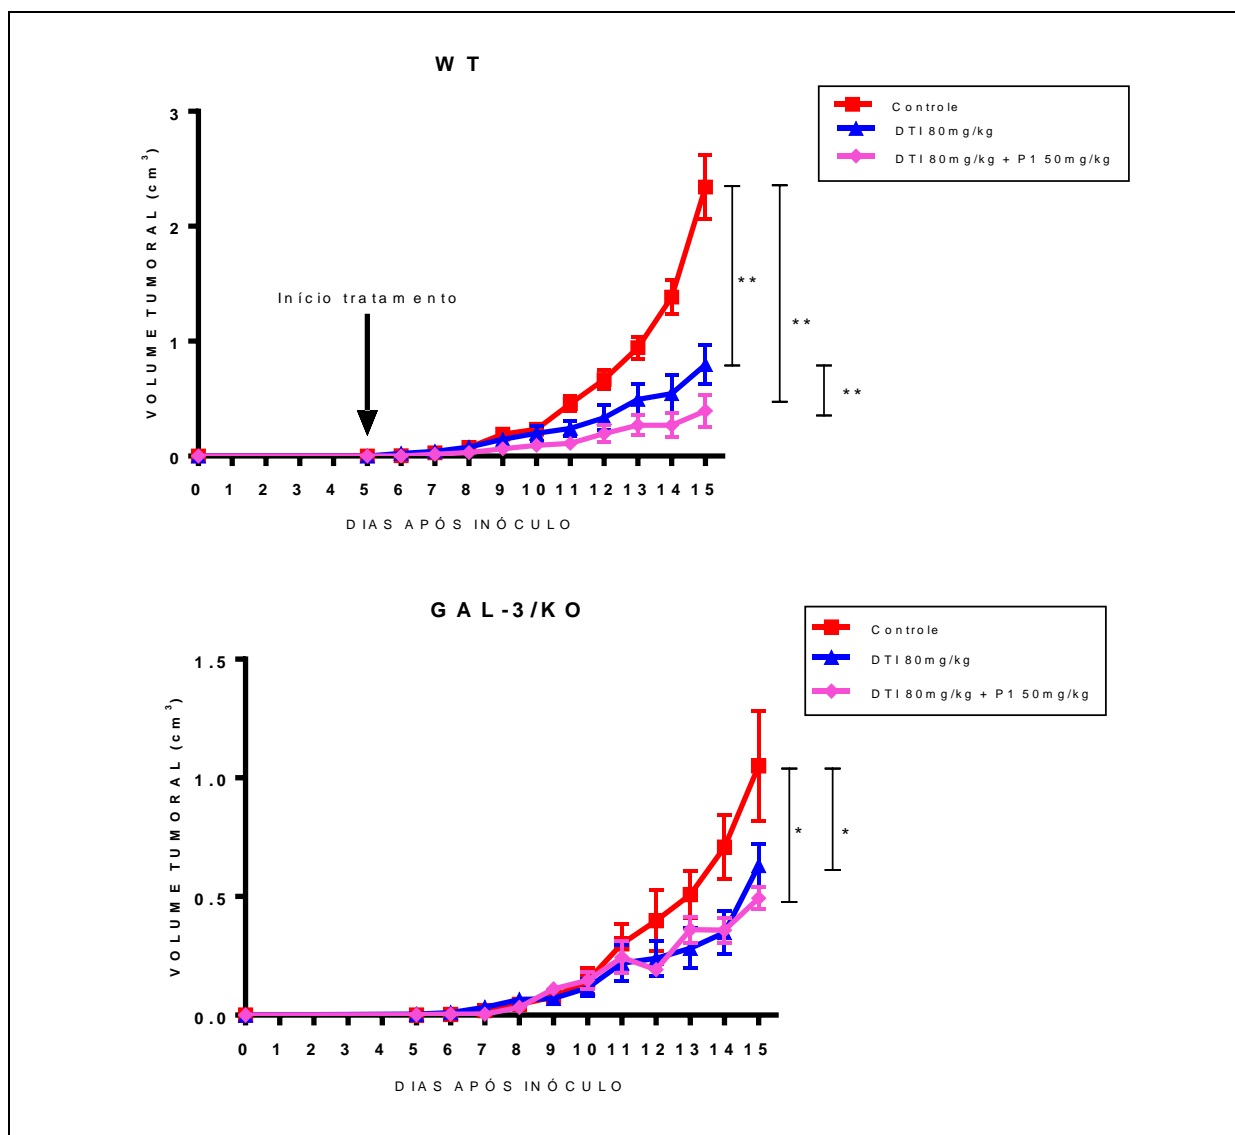 WT
Controle
DTI 80mg/kg
DTI 80mg/kg + P1 50mg/kg
VOLUME TUMORAL (cm³)
3
2
1
0
Início tratamento
**
**
**
0 1 2 3 4 5 6 7 8 9 10 11 12 13 14 15
DIAS APÓS INÓCULO
GAL-3/KO
Controle
DTI 80mg/kg
DTI 80mg/kg + P1 50mg/kg
VOLUME TUMORAL (cm³)
1.5
1.0
0.5
0.0
*
*
0 1 2 3 4 5 6 7 8 9 10 11 12 13 14 15
DIAS APÓS INÓCULO